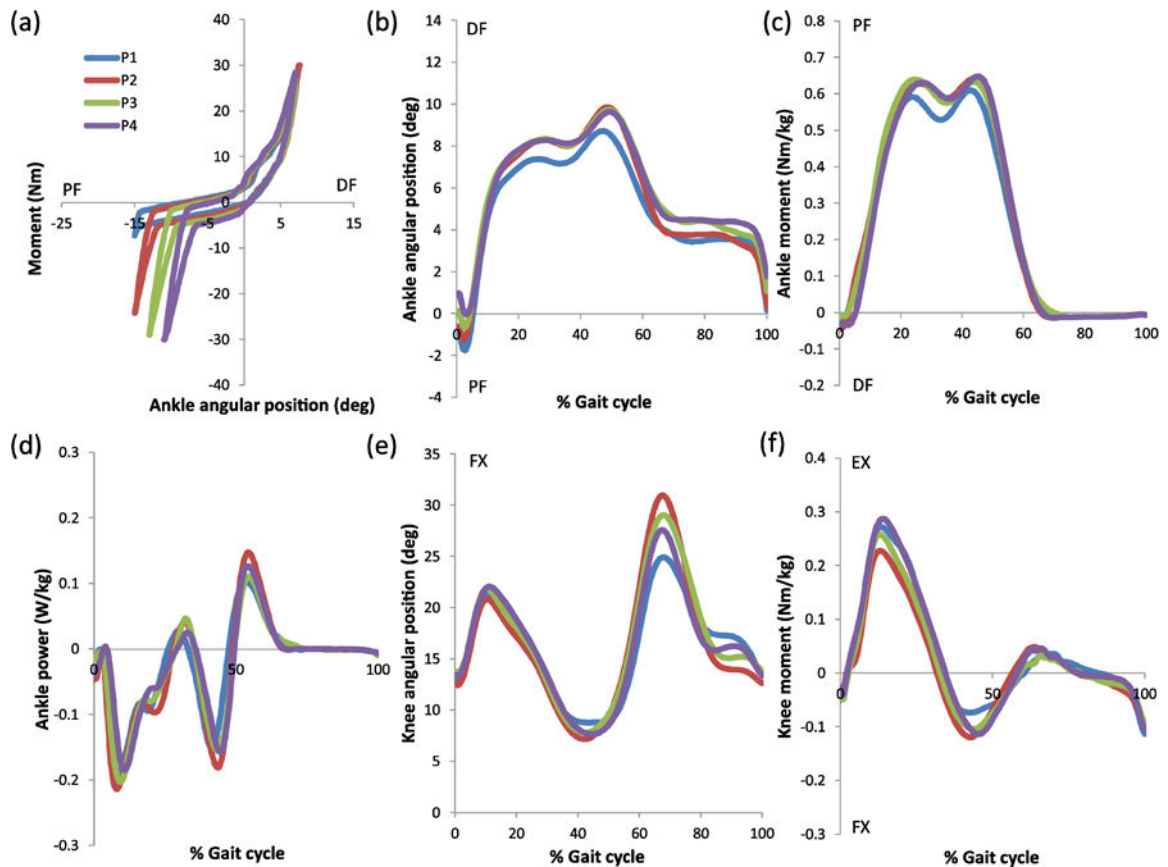 (a)
P1
P2
P3
P4
40
30
20
10
0
-10
-20
-30
-40
-25
-15
-5
5
15
PF
DF
Moment (Nm)
Ankle angular position (deg)
(b)
DF
14
12
10
8
6
4
2
0
-2
-4
0
20
40
60
80
100
PF
Ankle angular position (deg)
% Gait cycle
(c)
PF
0.8
0.7
0.6
0.5
0.4
0.3
0.2
0.1
0
-0.1
-0.2
0
20
40
60
80
100
DF
Ankle moment (Nm/kg)
% Gait cycle
(d)
0.3
0.2
0.1
0
-0.1
-0.2
-0.3
0
50
100
Ankle power (W/kg)
% Gait cycle
(e)
FX
35
30
25
20
15
10
5
0
0
20
40
60
80
100
Knee angular position (deg)
% Gait cycle
(f)
EX
0.4
0.3
0.2
0.1
0
-0.1
-0.2
-0.3
0
50
100
FX
Knee moment (Nm/kg)
% Gait cycle